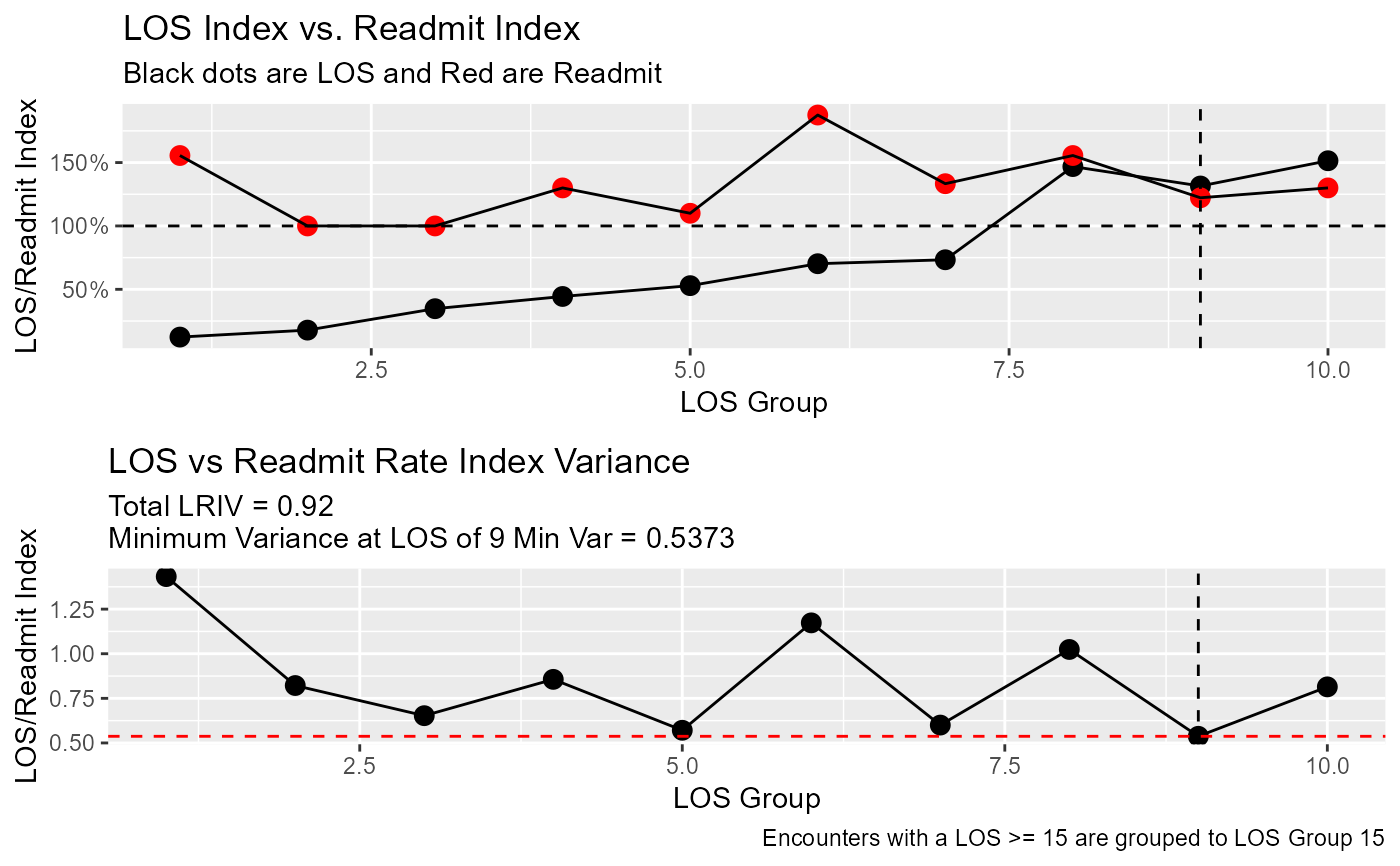 LOS Index vs. Readmit Index
Black dots are LOS and Red are Readmit
LOS/Readmit Index
150%
100%
50%
2.5 5.0 7.5 10.0
LOS Group
LOS vs Readmit Rate Index Variance
Total LRIV = 0.92
Minimum Variance at LOS of 9 Min Var = 0.5373
LOS/Readmit Index
1.25
1.00
0.75
0.50
2.5 5.0 7.5 10.0
LOS Group
Encounters with a LOS >= 15 are grouped to LOS Group 15